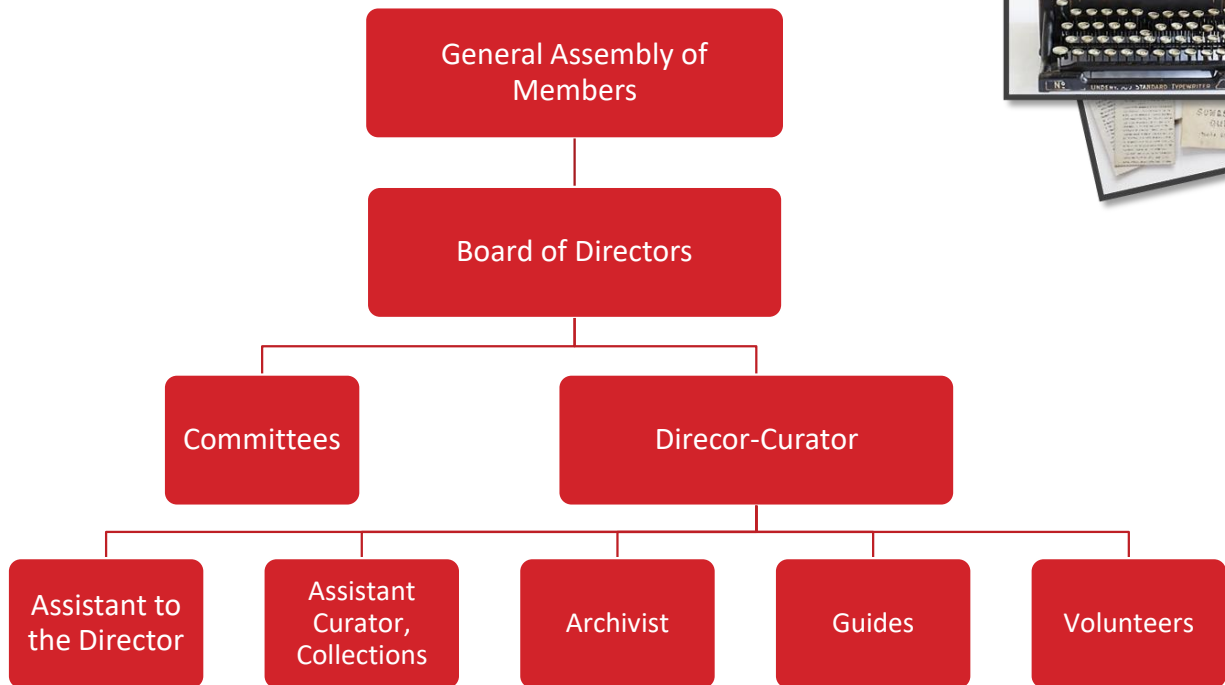 General Assembly of
Members
No
STANDARD TYPEWRITER
Board of Directors
Committees
Direcor-Curator
Assistant to
the Director
Assistant
Curator,
Collections
Archivist
Guides
Volunteers